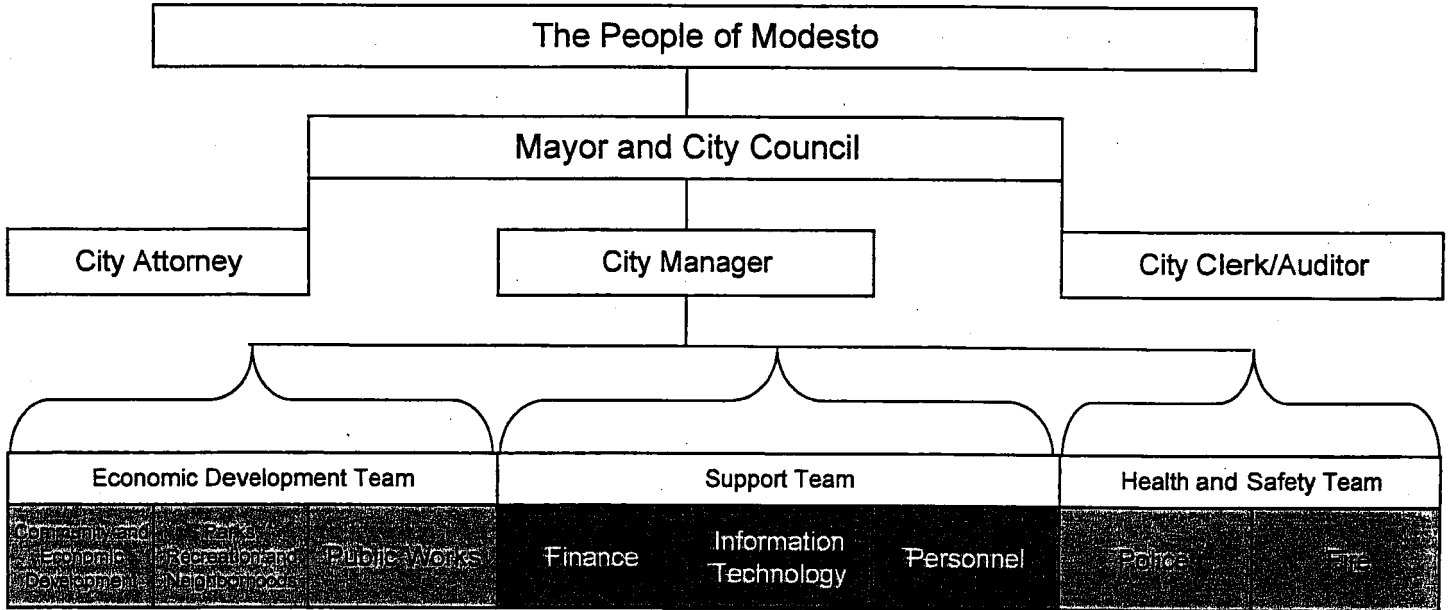 The People of Modesto
Mayor and City Council
City Attorney
City Manager
City Clerk/Auditor
Economic Development Team
Support Team
Health and Safety Team
Community and
Economic
Development
Parks
Recreation and
Neighborhoods
Public Works
Finance
Information
Technology
Personnel
Police
Fire